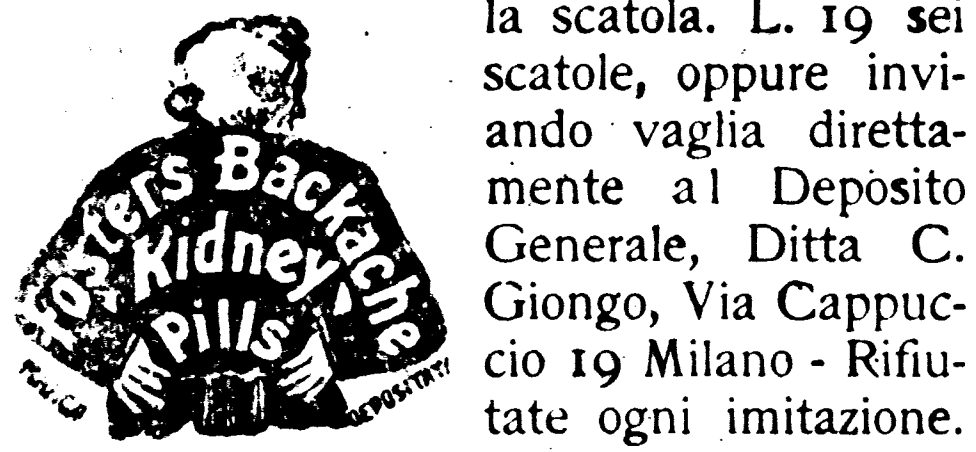 Fosters Backache
Kidney
Pills
DEPOSITATA
la scatola. L. 19 sei
scatole, oppure invi-
ando vaglia diretta-
mente al Deposito
Generale, Ditta C.
Giongo, Via Cappuc-
cio 19 Milano - Rifiu-
tate ogni imitazione.